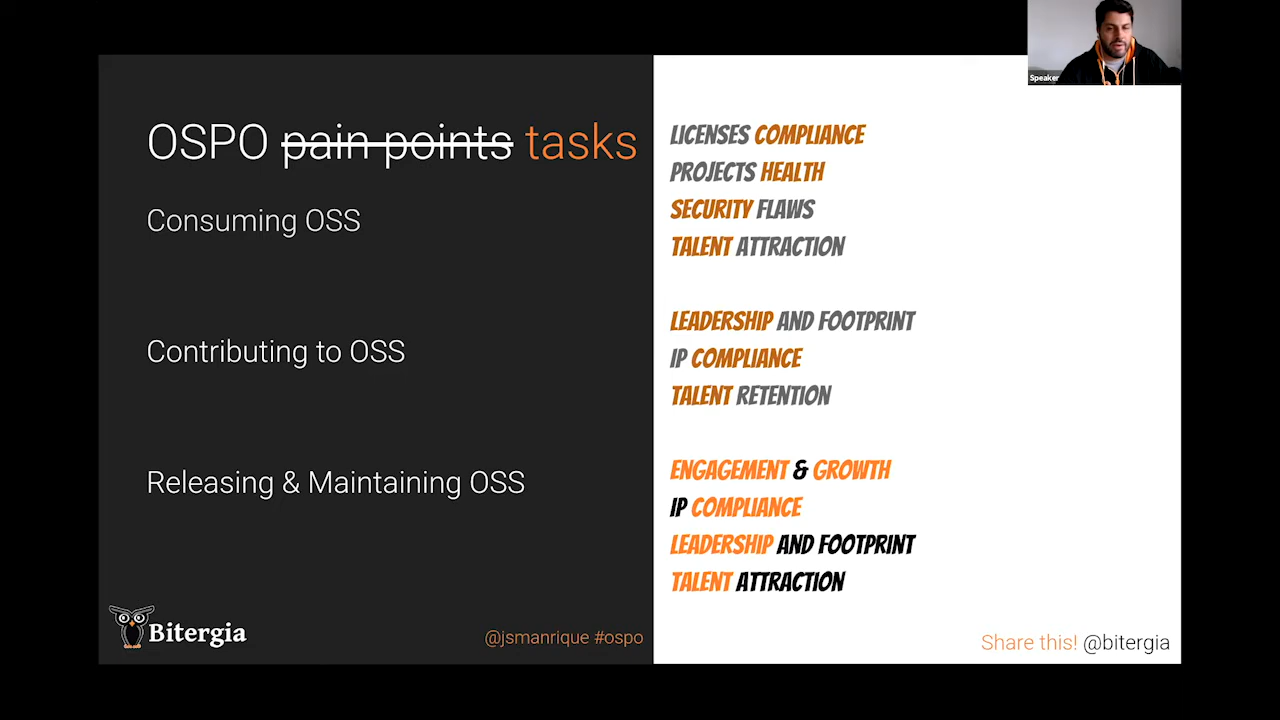 Speaker
OSPO pain points tasks
Consuming OSS
LICENSES COMPLIANCE
PROJECTS HEALTH
SECURITY FLAWS
TALENT ATTRACTION
Contributing to OSS
LEADERSHIP AND FOOTPRINT
IP COMPLIANCE
TALENT RETENTION
Releasing & Maintaining OSS
ENGAGEMENT & GROWTH
IP COMPLIANCE
LEADERSHIP AND FOOTPRINT
TALENT ATTRACTION
Bitergia
@jsmanrique #ospo
Share this! @bitergia